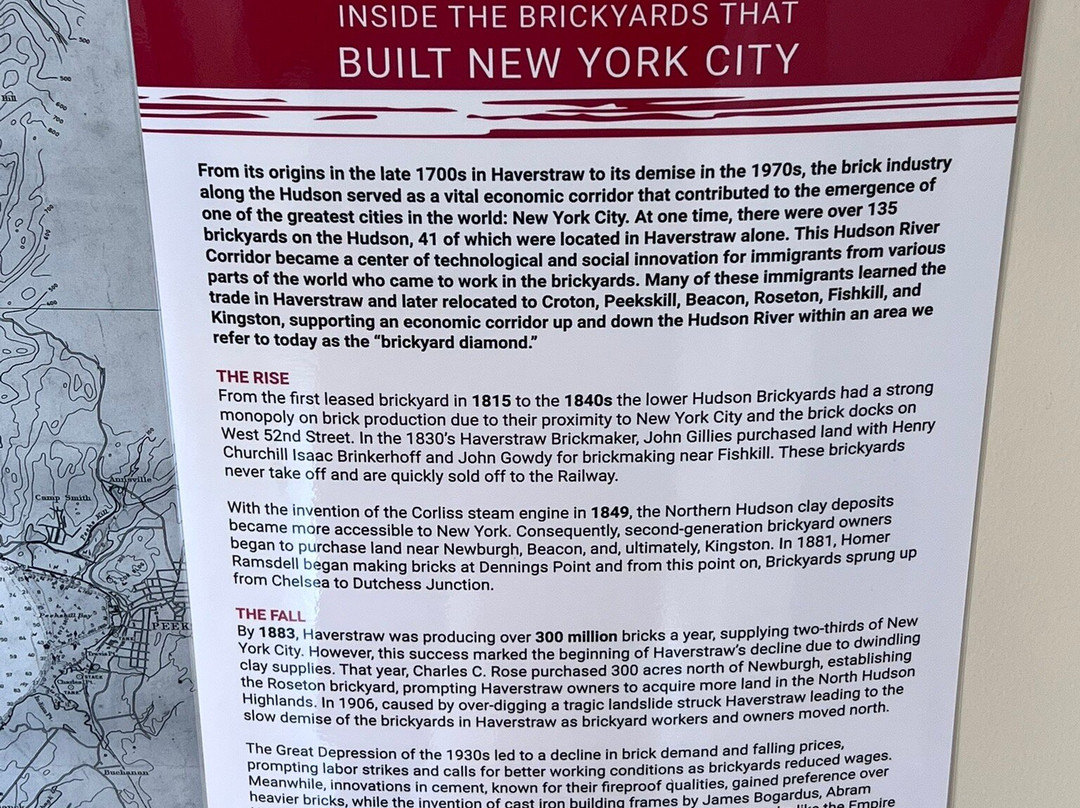 INSIDE THE BRICKYARDS THAT
BUILT NEW YORK CITY
From its origins in the late 1700s in Haverstraw to its demise in the 1970s, the brick industry
along the Hudson served as a vital economic corridor that contributed to the emergence of
one of the greatest cities in the world: New York City. At one time, there were over 135
brickyards on the Hudson, 41 of which were located in Haverstraw alone. This Hudson River
Corridor became a center of technological and social innovation for immigrants from various
parts of the world who came to work in the brickyards. Many of these immigrants learned the
trade in Haverstraw and later relocated to Croton, Peekskill, Beacon, Roseton, Fishkill, and
Kingston, supporting an economic corridor up and down the Hudson River within an area we
refer to today as the “brickyard diamond.”
THE RISE
From the first leased brickyard in 1815 to the 1840s the lower Hudson Brickyards had a strong
monopoly on brick production due to their proximity to New York City and the brick docks on
West 52nd Street. In the 1830’s Haverstraw Brickmaker, John Gillies purchased land with Henry
Churchill Isaac Brinkerhoff and John Gowdy for brickmaking near Fishkill. These brickyards
never take off and are quickly sold off to the Railway.
With the invention of the Corliss steam engine in 1849, the Northern Hudson clay deposits
became more accessible to New York. Consequently, second-generation brickyard owners
began to purchase land near Newburgh, Beacon, and, ultimately, Kingston. In 1881, Homer
Ramsdell began making bricks at Dennings Point and from this point on, Brickyards sprung up
from Chelsea to Dutchess Junction.
THE FALL
By 1883, Haverstraw was producing over 300 million bricks a year, supplying two-thirds of New
York City. However, this success marked the beginning of Haverstraw’s decline due to dwindling
clay supplies. That year, Charles C. Rose purchased 300 acres north of Newburgh, establishing
the Roseton brickyard, prompting Haverstraw owners to acquire more land in the North Hudson
Highlands. In 1906, caused by over-digging a tragic landslide struck Haverstraw leading to the
slow demise of the brickyards in Haverstraw as brickyard workers and owners moved north.
The Great Depression of the 1930s led to a decline in brick demand and falling prices,
prompting labor strikes and calls for better working conditions as brickyards reduced wages.
Meanwhile, innovations in cement, known for their fireproof qualities, gained preference over
heavier bricks, while the invention of cast iron building frames by James Bogardus, Abram
like the Empire
Hill
500
500
600
700
800
Annsville
Camp Smith
PEEK
Buchanan